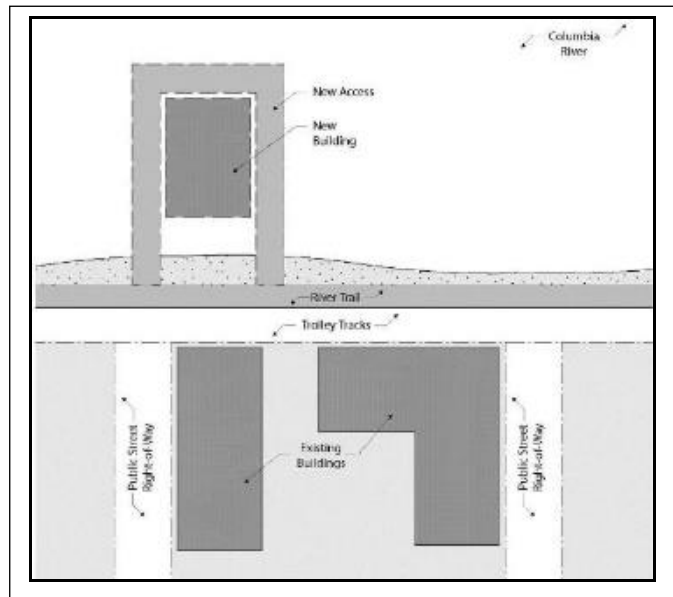 Columbia
River
New Access
New
Building
River Trail
Trolley Tracks
Public Street
Right-of-Way
Existing
Buildings
Public Street
Right-of-Way